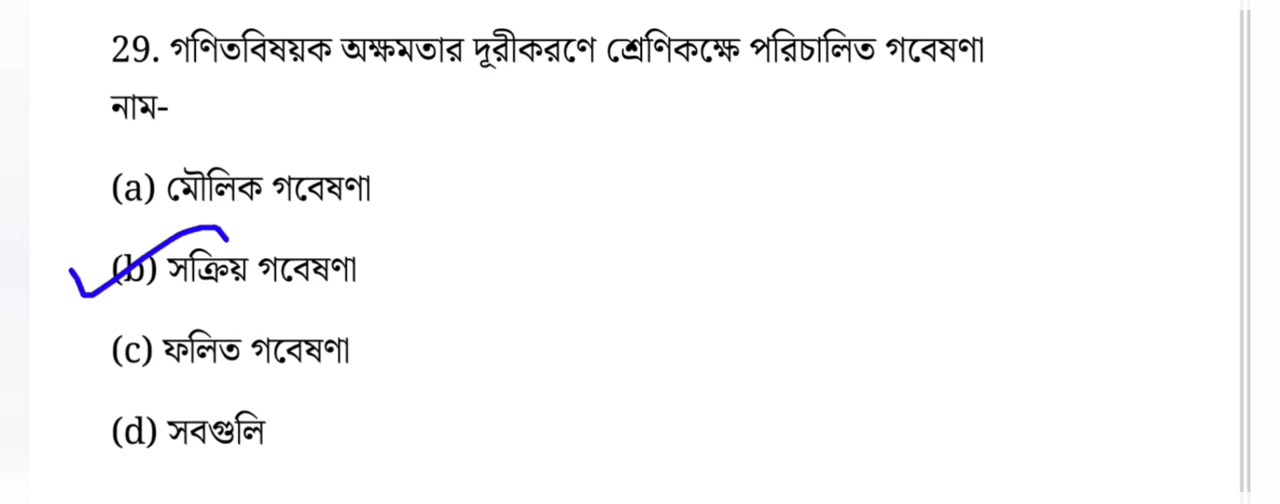 29. গণিতবিষয়ক অক্ষমতার দূরীকরণে শ্রেণিকক্ষে পরিচালিত গবেষণা
নাম-
(a) মৌলিক গবেষণা
(b) সক্রিয় গবেষণা
(c) ফলিত গবেষণা
(d) সবগুলি